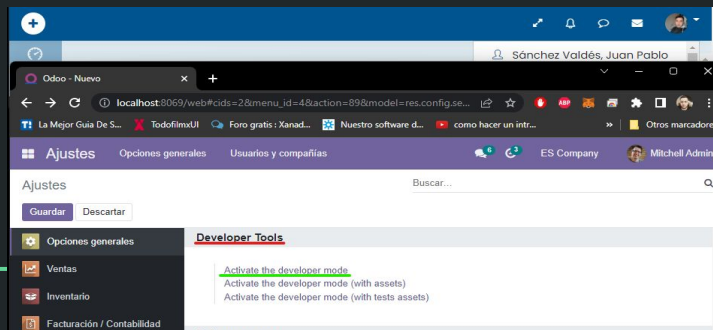 Sánchez Valdés, Juan Pablo
Odoo - Nuevo
localhost:8069/web#cids=2&menu_id=4&action=89&model=res.config.se...
ABP
La Mejor Guia De S... TodofilmxUI Foro gratis : Xanad... Nuestro software d... como hacer un intr... » Otros marcadore
Ajustes Opciones generales Usuarios y compañías 6 3 ES Company Mitchell Admin
Ajustes Buscar...
Guardar Descartar
Opciones generales
Developer Tools
Ventas
Activate the developer mode
Activate the developer mode (with assets)
Inventario
Activate the developer mode (with tests assets)
Facturación / Contabilidad